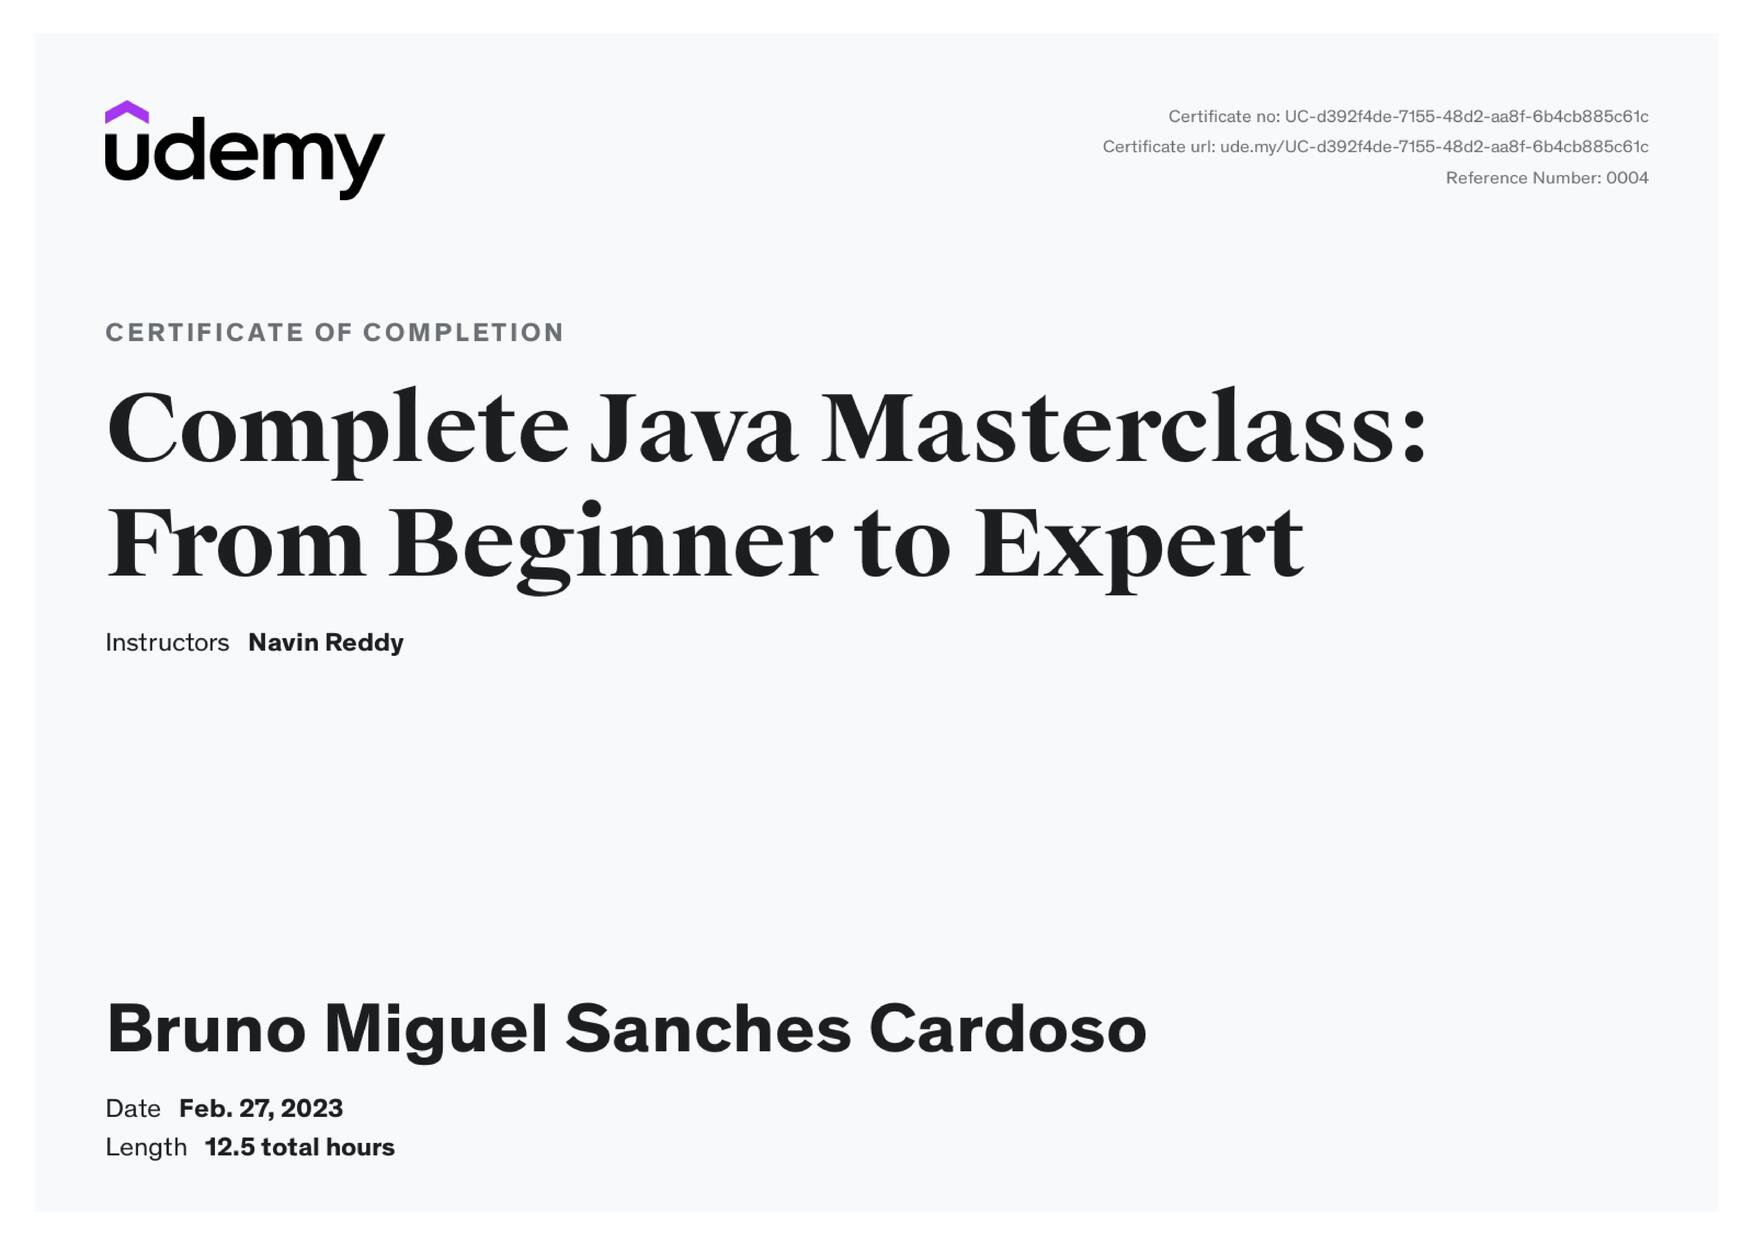 udemy
Certificate no: UC-d392f4de-7155-48d2-aa8f-6b4cb885c61c
Certificate url: ude.my/UC-d392f4de-7155-48d2-aa8f-6b4cb885c61c
Reference Number: 0004
CERTIFICATE OF COMPLETION
Complete Java Masterclass:
From Beginner to Expert
Instructors Navin Reddy
Bruno Miguel Sanches Cardoso
Date Feb. 27, 2023
Length 12.5 total hours